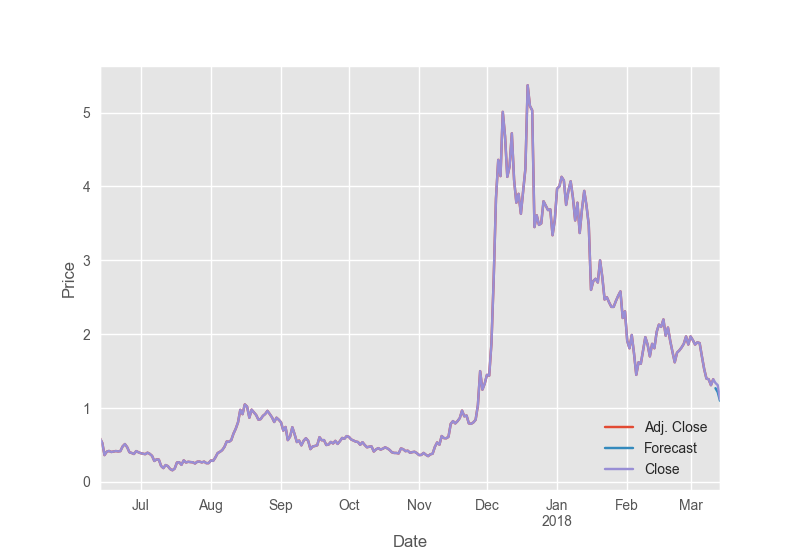 Price
5
4
3
2
1
0
Adj. Close
Forecast
Close
Jul Aug Sep Oct Nov Dec Jan Feb Mar
2018
Date